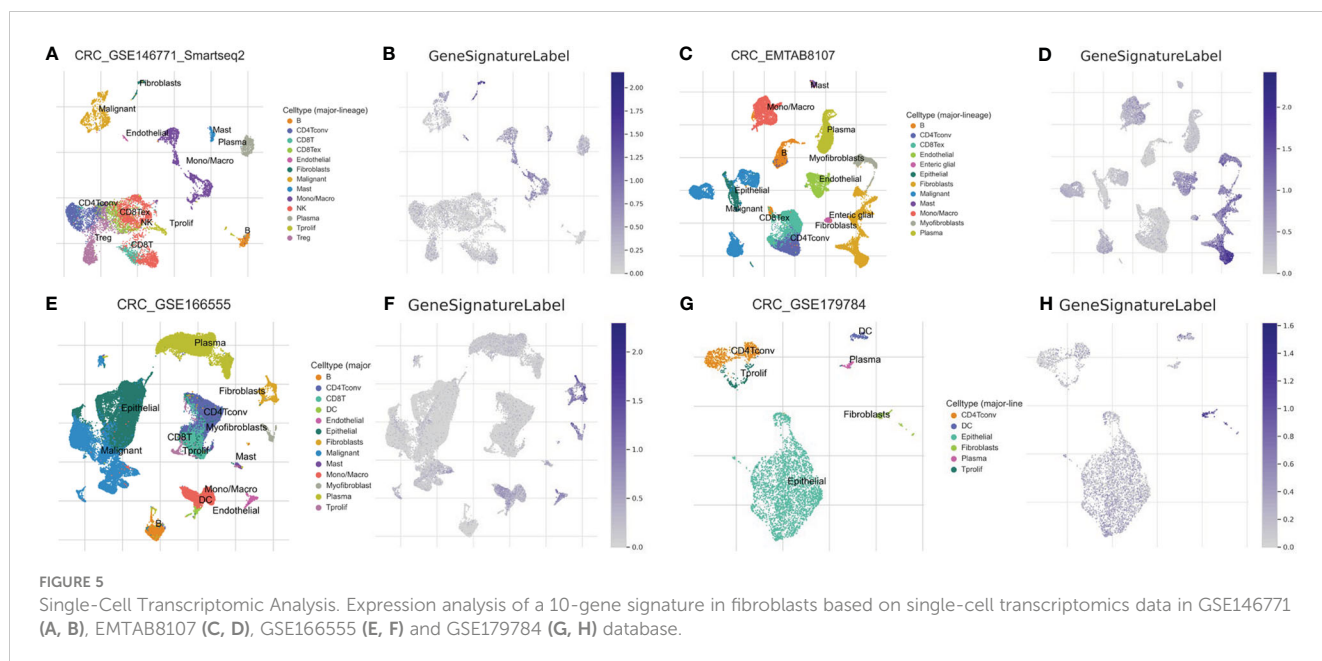 A
CRC_GSE146771_Smartseq2
Fibroblasts
Malignant
Endothelial
Mast
Plasma
Mono/Macro
CD4Tconv
CD8Tex
NK
Tprolif
Treg
CD8T
B
Celltype (major-lineage)
B
CD4Tconv
CD8T
CD8Tex
Endothelial
Fibroblasts
Malignant
Mast
Mono/Macro
NK
Plasma
Tprolif
Treg
B
GeneSignatureLabel
2.00
1.75
1.50
1.25
1.00
0.75
0.50
0.25
0.00
C
CRC_EMTAB8107
Mast
Mono/Macro
Plasma
B
Myofibroblasts
Endothelial
Epithelial
Malignant
Enteric glial
CD8Tex
Fibroblasts
CD4Tconv
Celltype (major-lineage)
B
CD4Tconv
CD8Tex
Endothelial
Enteric glial
Epithelial
Fibroblasts
Malignant
Mast
Mono/Macro
Myofibroblasts
Plasma
D
GeneSignatureLabel
2.0
1.5
1.0
0.5
0.0
E
CRC_GSE166555
Plasma
Fibroblasts
Epithelial
CD4Tconv
Myofibroblasts
CD8T
Malignant
Tprolif
Mast
Mono/Macro
DC
Endothelial
B
Celltype (major
B
CD4Tconv
CD8T
DC
Endothelial
Epithelial
Fibroblasts
Malignant
Mast
Mono/Macro
Myofibroblast
Plasma
Tprolif
F
GeneSignatureLabel
2.0
1.5
1.0
0.5
0.0
G
CRC_GSE179784
DC
CD4Tconv
Plasma
Tprolif
Fibroblasts
Epithelial
Celltype (major-line
CD4Tconv
DC
Epithelial
Fibroblasts
Plasma
Tprolif
H
GeneSignatureLabel
1.6
1.4
1.2
1.0
0.8
0.6
0.4
0.2
0.0
FIGURE 5
Single-Cell Transcriptomic Analysis. Expression analysis of a 10-gene signature in fibroblasts based on single-cell transcriptomics data in GSE146771
(A, B), EMTAB8107 (C, D), GSE166555 (E, F) and GSE179784 (G, H) database.